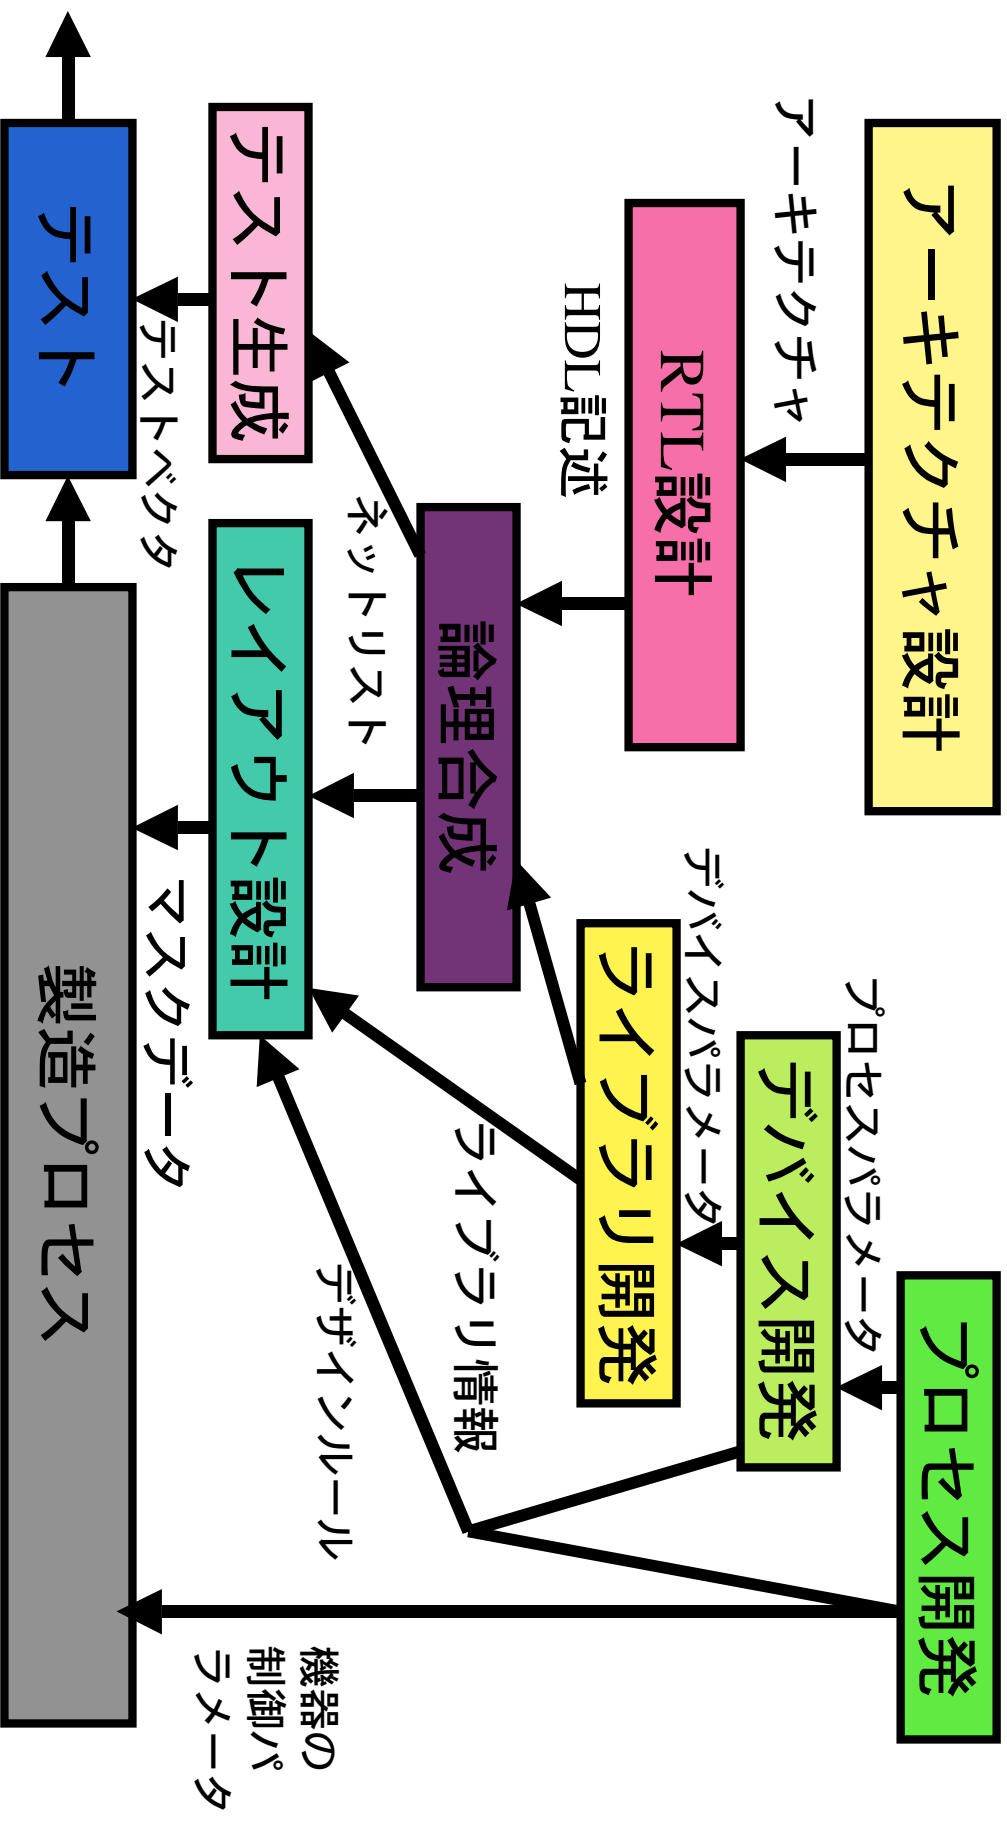 アーキテクチャ設計
アーキテクチャ
RTL設計
HDL記述
論理合成
ネットリスト
テスト生成
テストベクタ
テスト
レイアウト設計
マスクデータ
製造プロセス
プロセス開発
プロセスパラメータ
デバイス開発
デバイスパラメータ
ライブラリ開発
ライブラリ情報
デザインルール
機器の
制御パ
ラメータ